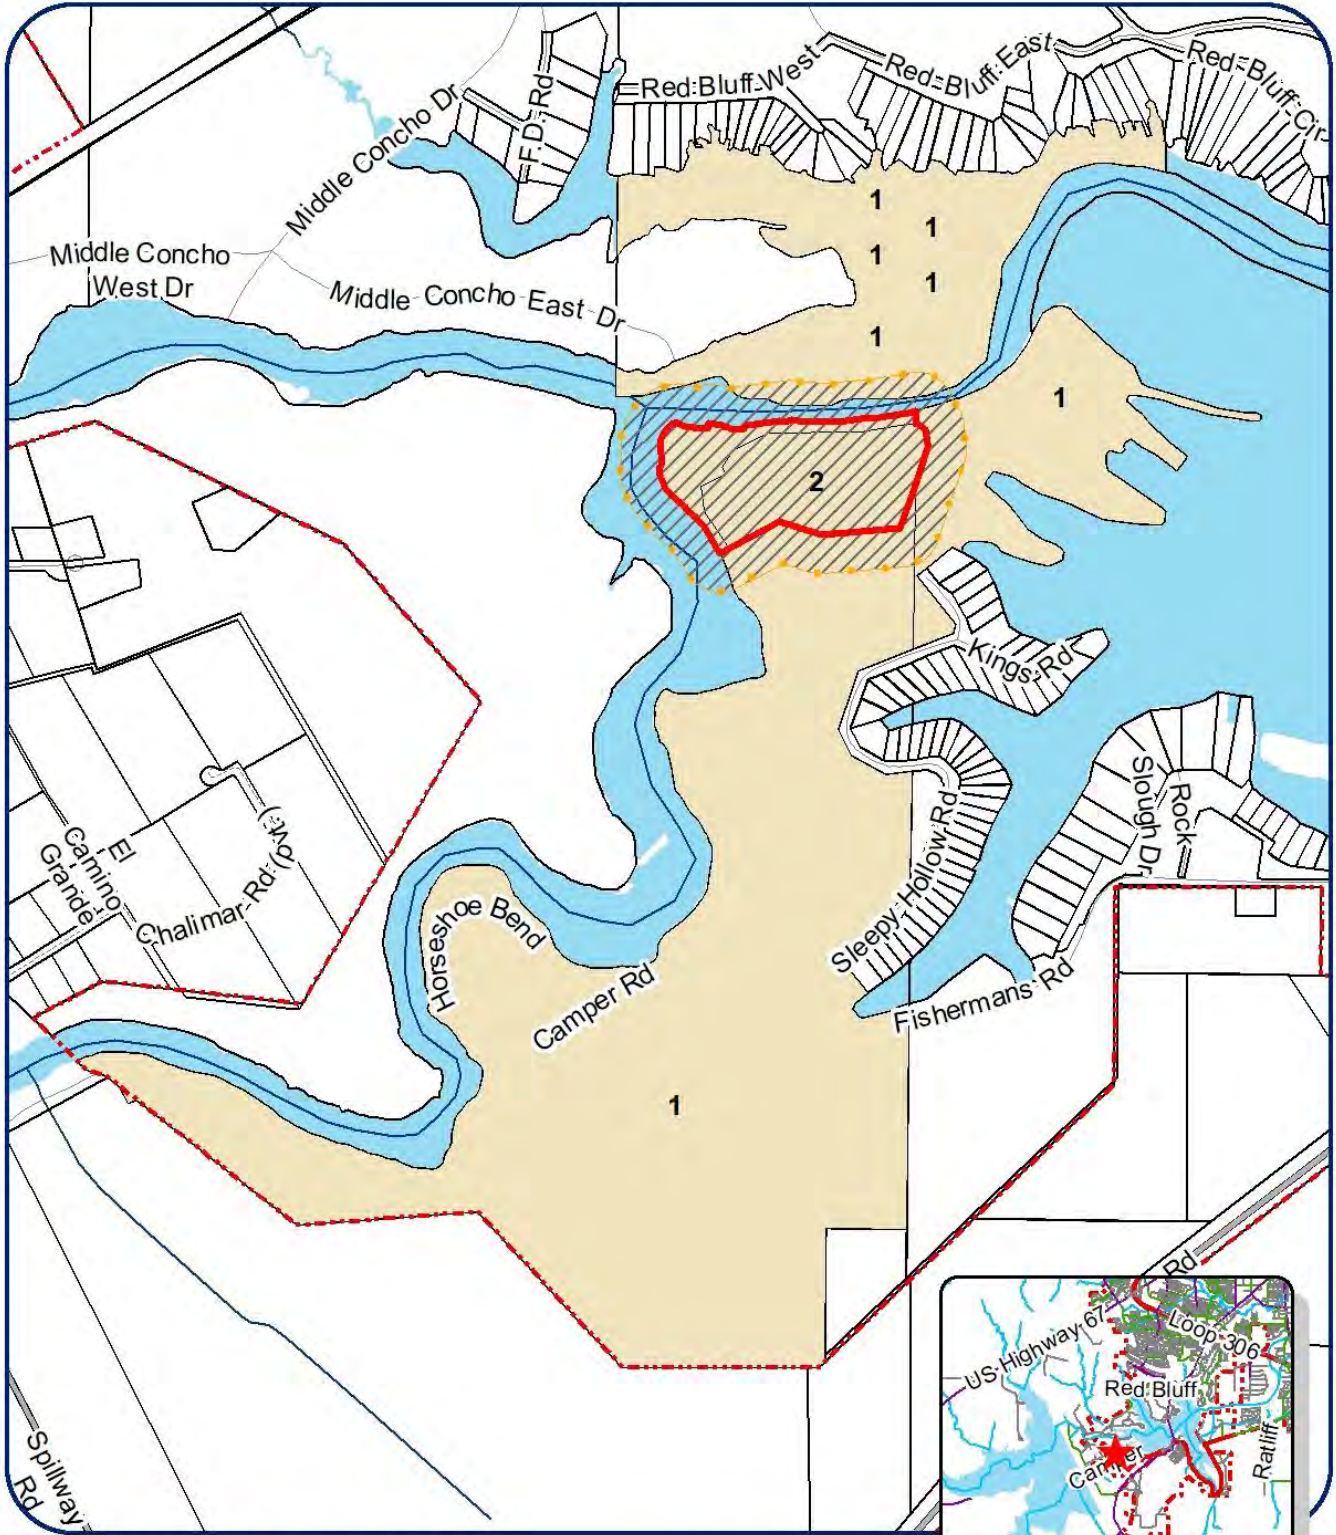 Red Bluff West
Red Bluff East
Red Bluff Cir
F.D. Rd
Middle Concho Dr
1
1
Middle Concho
West Dr
1
1
Middle Concho East Dr
1
1
2
Kings Rd
Slough Dr
Rock
El
Camino
Grande
Chalimar Rd (pvt.)
Sleepy Hollow Rd
Horseshoe Bend
Camper Rd
Fishermans Rd
1
Rd
US Highway 67
Loop 306
Red Bluff
Camper
Ratliff
Spillway
Rd